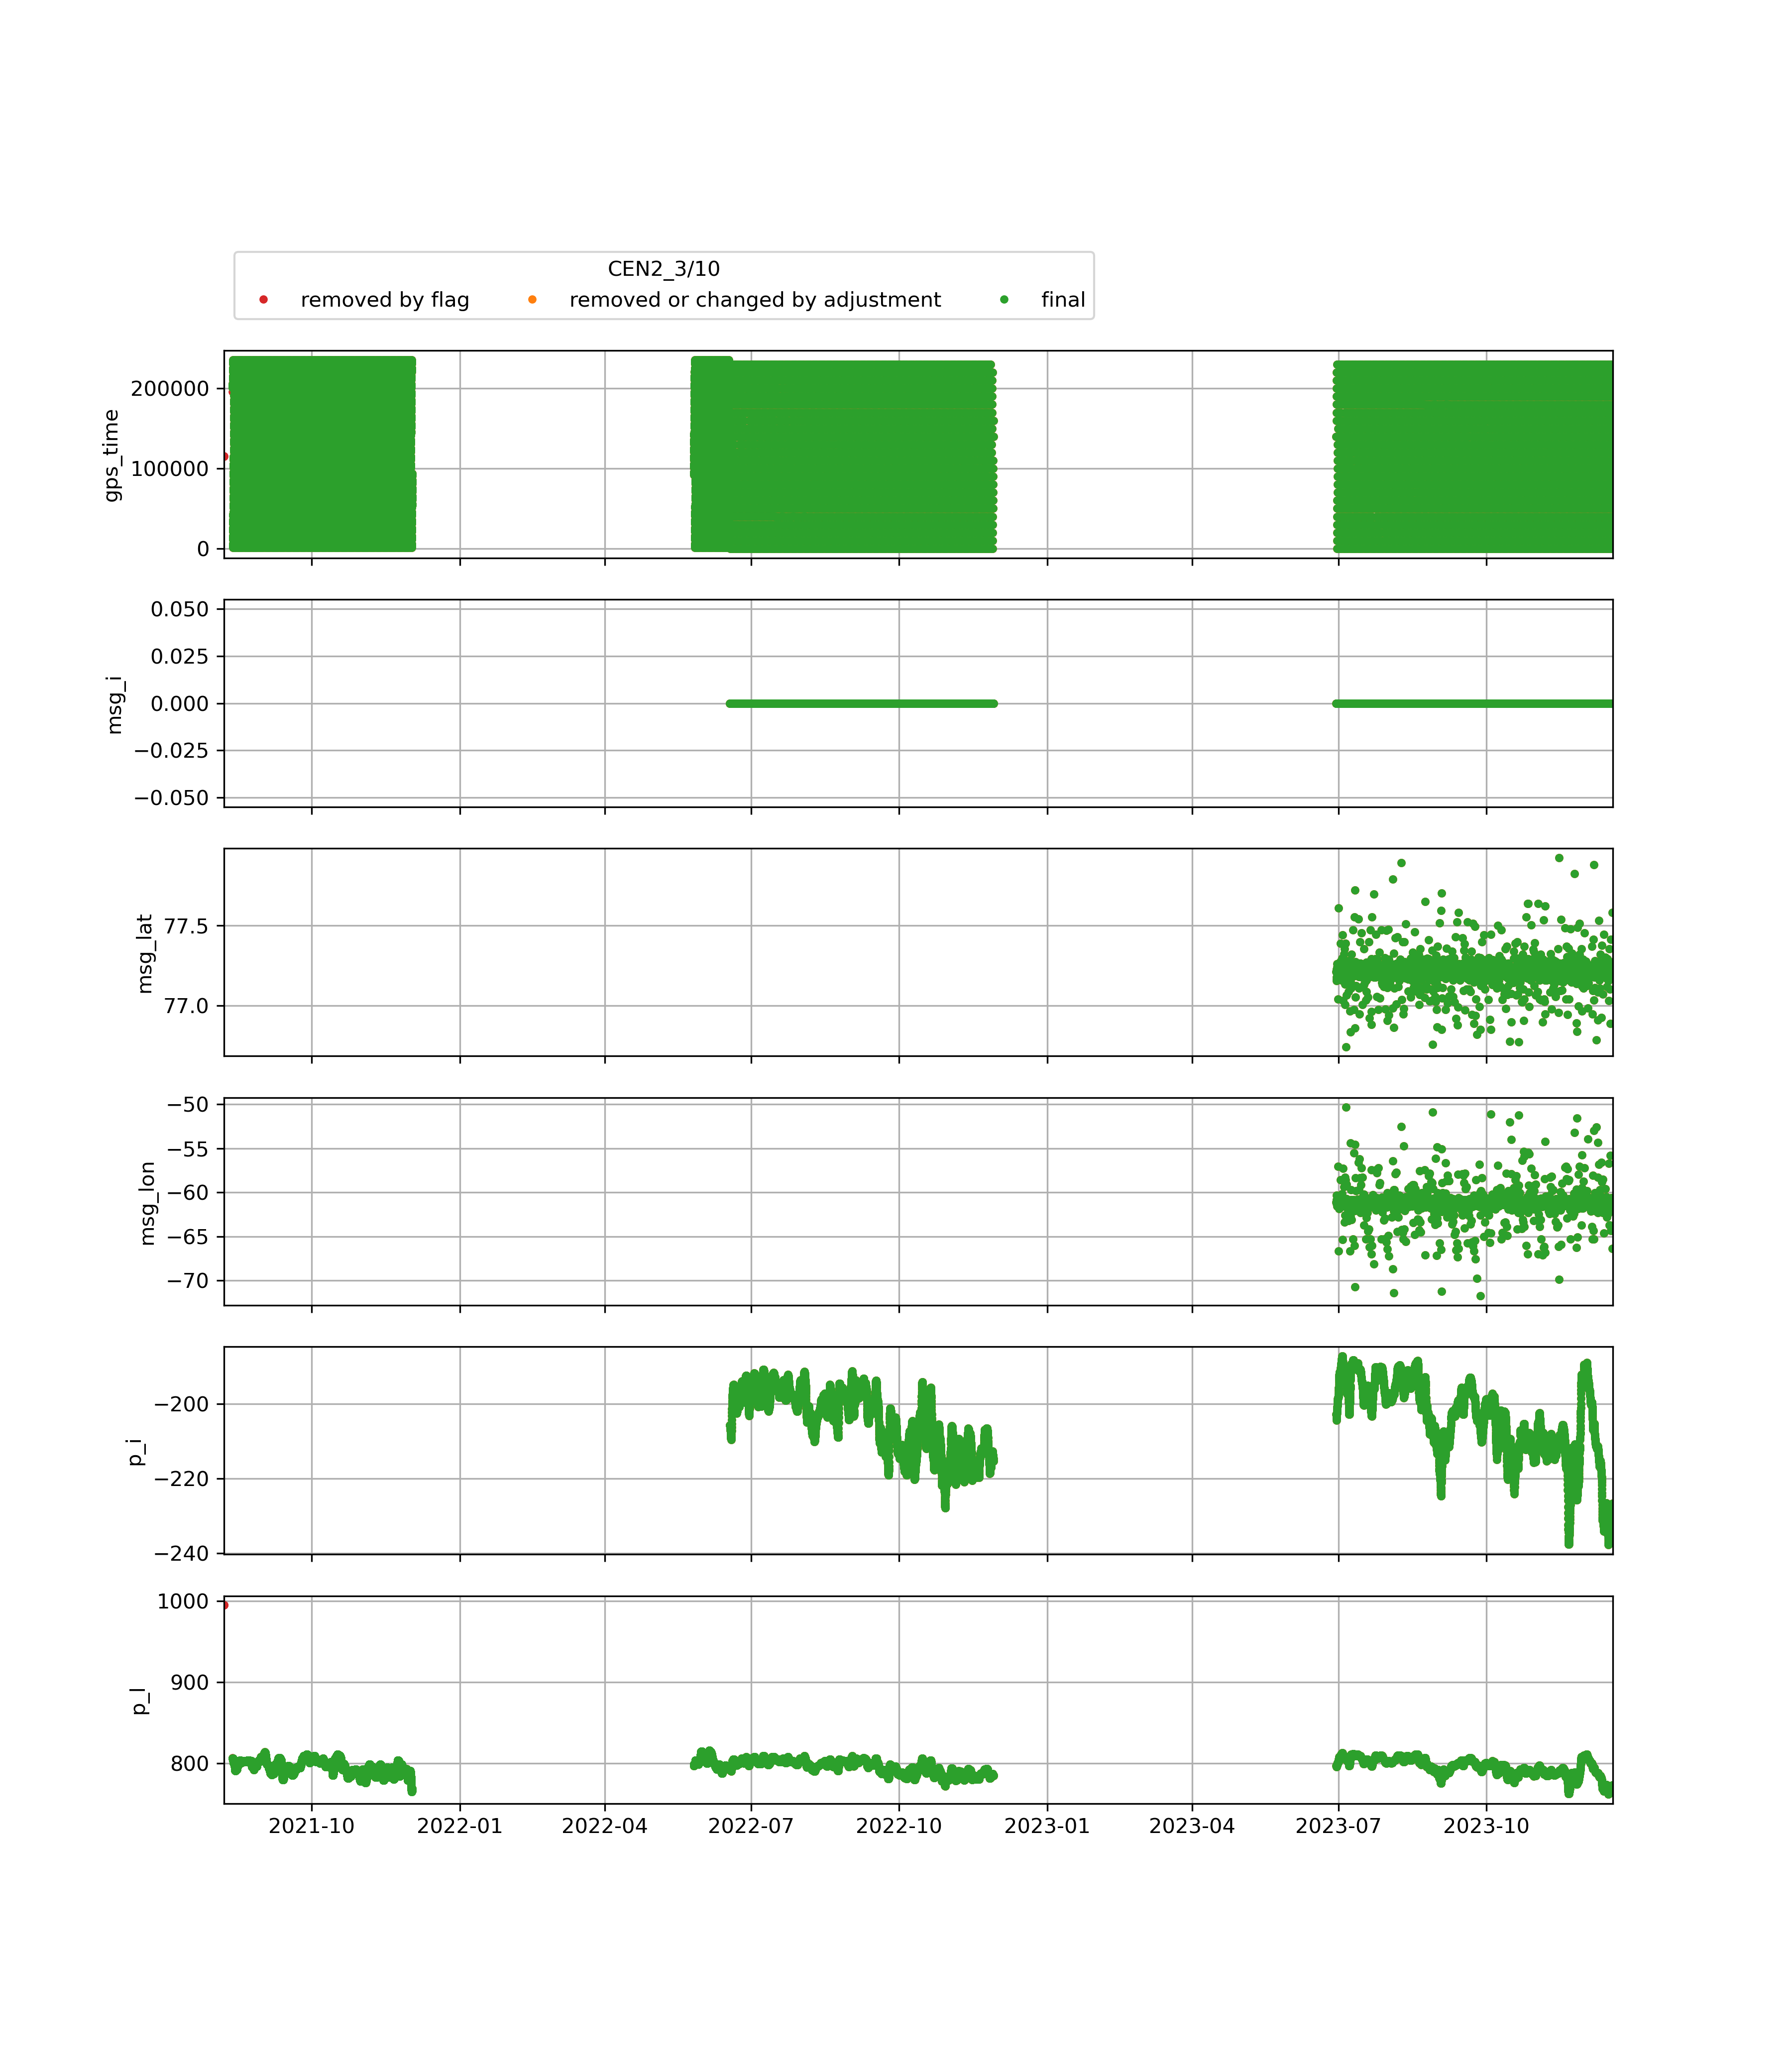 CEN2_3/10
removed by flag removed or changed by adjustment final
200000
100000
0
gps_time
0.050
0.025
0.000
−0.025
−0.050
msg_i
77.5
77.0
msg_lat
−50
−55
−60
−65
−70
msg_lon
−200
−220
−240
p_i
1000
900
800
p_l
2021-10 2022-01 2022-04 2022-07 2022-10 2023-01 2023-04 2023-07 2023-10